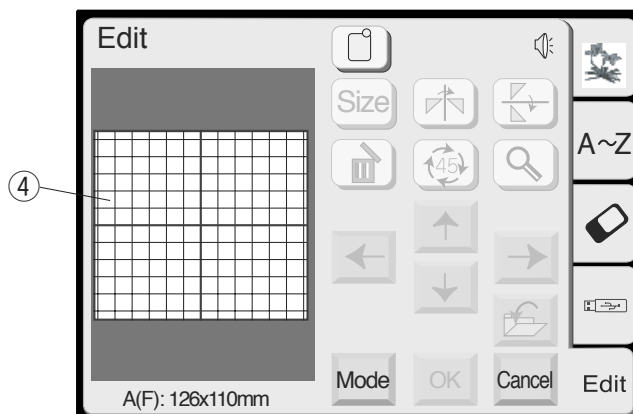 Edit
Size
A~Z
④
45
Mode
OK
Cancel
Edit
A(F): 126x110mm